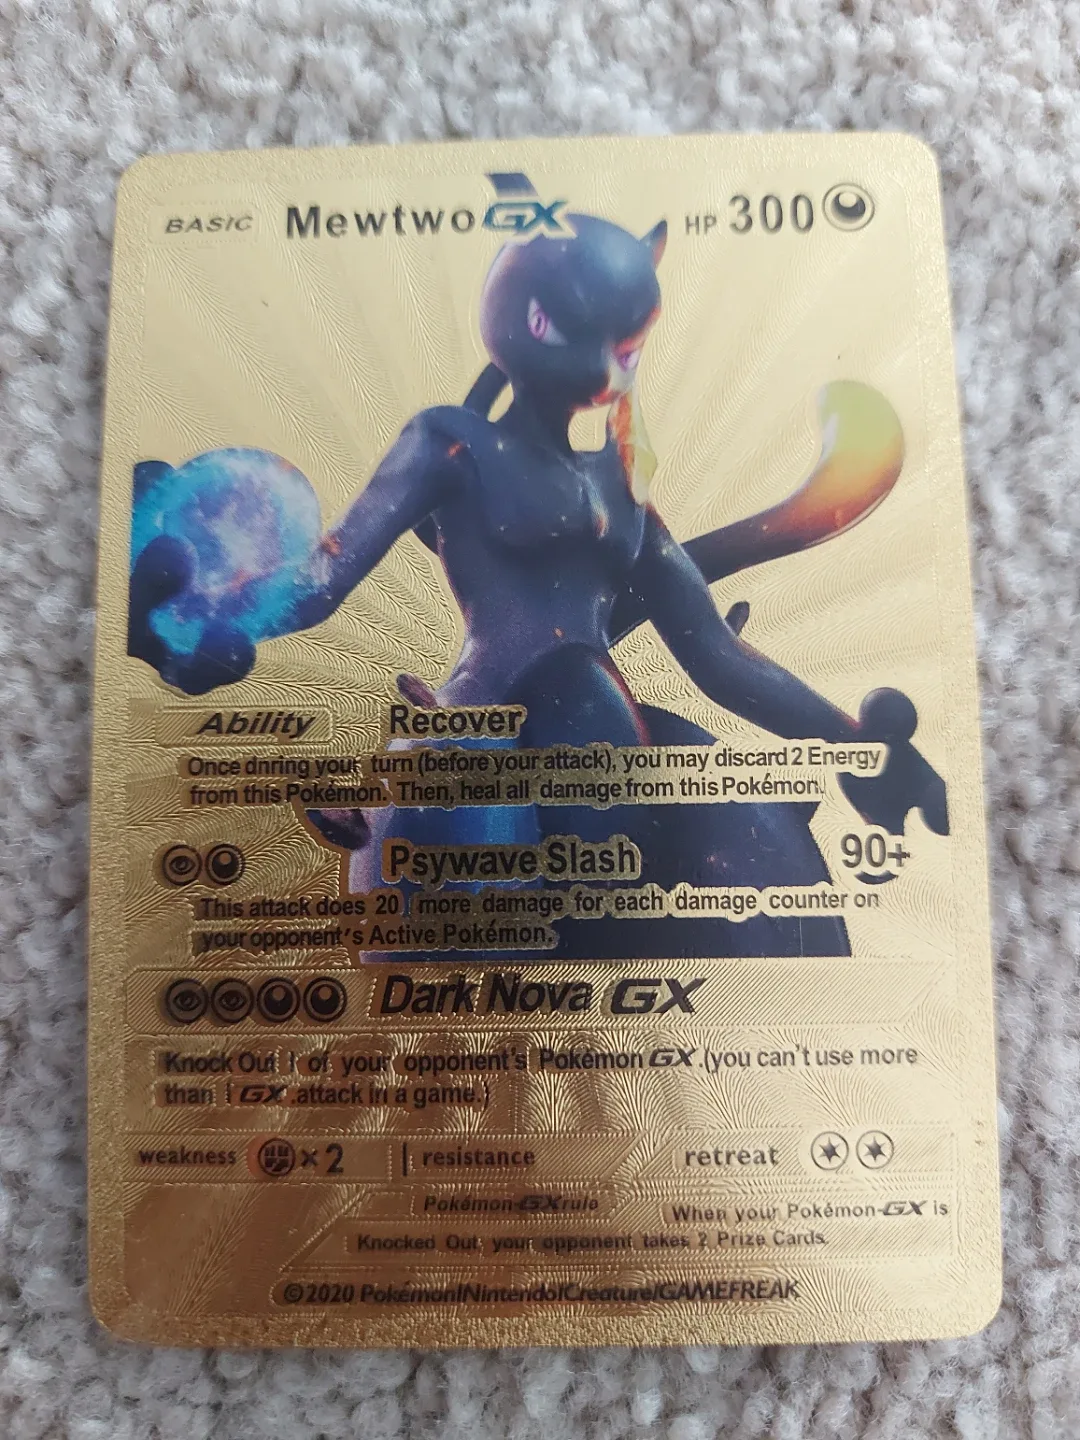 BASIC Mewtwo GX HP 300
Ability Recover
Once dnring your turn (before your attack), you may discard 2 Energy
from this Pokémon. Then, heal all damage from this Pokémon.
Psywave Slash 90+
This attack does 20 more damage for each damage counter on
your opponent's Active Pokémon.
Dark Nova GX
Knock Out 1 of your opponent's Pokémon GX.(you can't use more
than 1 GX .attack in a game.)
weakness ×2 resistance retreat
Pokémon-GX rule When your Pokémon-GX is
Knocked Out your opponent takes 2 Prize Cards.
©2020 Pokémon/Nintendo/Creature/GAMEFREAK